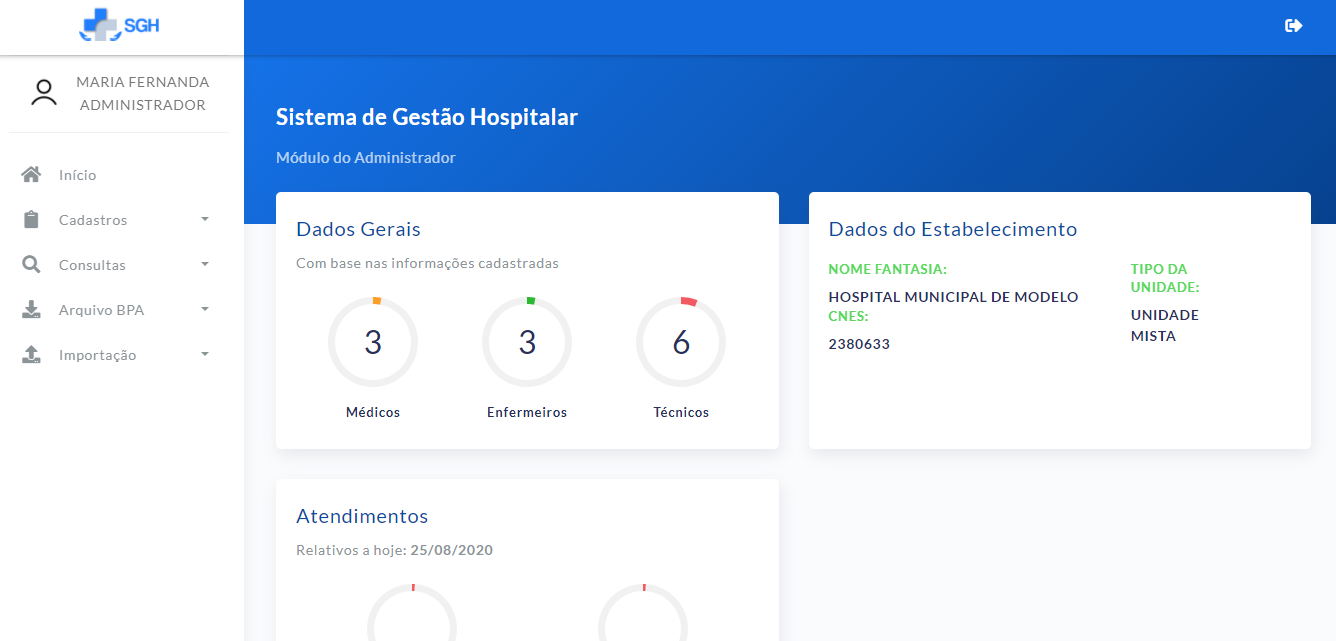 SGH
MARIA FERNANDA
ADMINISTRADOR
Início
Cadastros
Consultas
Arquivo BPA
Importação
Sistema de Gestão Hospitalar
Módulo do Administrador
Dados Gerais
Com base nas informações cadastradas
3
3
6
Médicos
Enfermeiros
Técnicos
Dados do Estabelecimento
NOME FANTASIA:
HOSPITAL MUNICIPAL DE MODELO
CNES:
2380633
TIPO DA
UNIDADE:
UNIDADE
MISTA
Atendimentos
Relativos a hoje: 25/08/2020